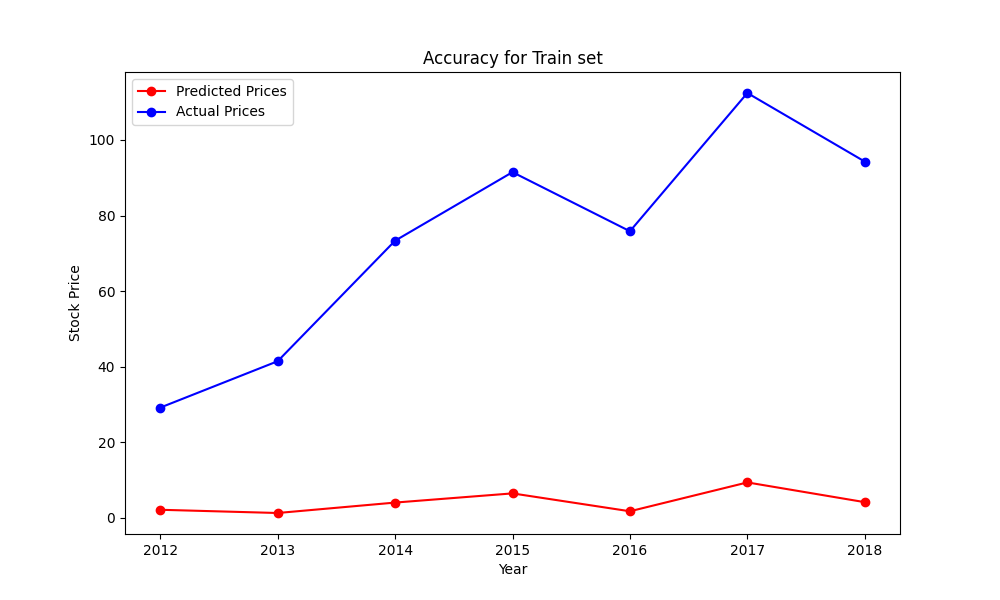 Accuracy for Train set
Predicted Prices
Actual Prices
100
80
60
40
20
0
Stock Price
2012 2013 2014 2015 2016 2017 2018
Year